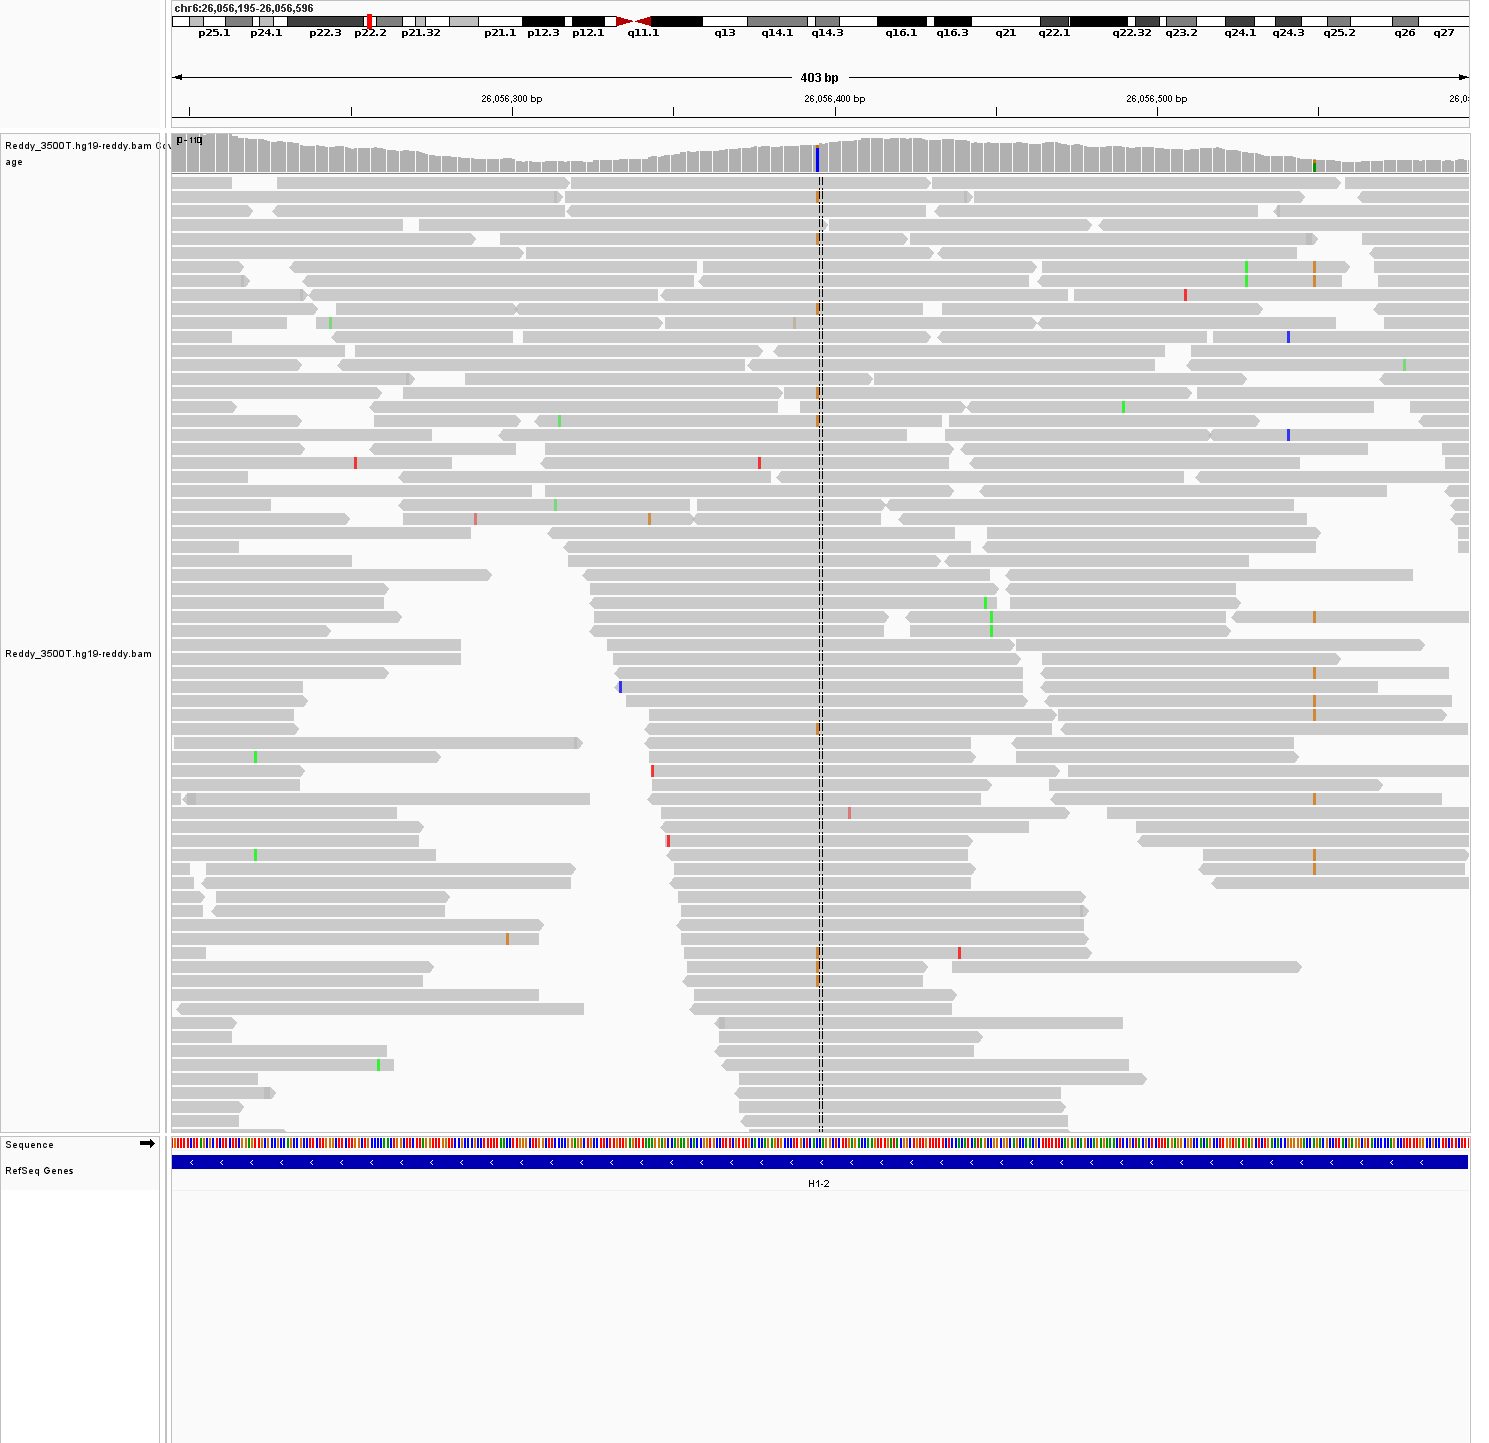 chr6:26,056,195-26,056,596
p25.1 p24.1 p22.3 p22.2 p21.32 p21.1 p12.3 p12.1 q11.1 q13 q14.1 q14.3 q16.1 q16.3 q21 q22.1 q22.32 q23.2 q24.1 q24.3 q25.2 q26 q27
403 bp
26,056,300 bp 26,056,400 bp 26,056,500 bp 26,0
Reddy_3500T.hg19-reddy.bam Cov
age
[0 - 110]
Reddy_3500T.hg19-reddy.bam
Sequence
RefSeq Genes
H1-2